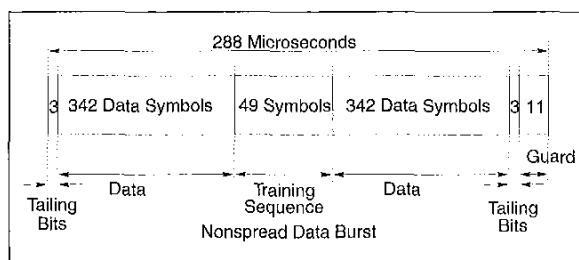 288 Microseconds
3 342 Data Symbols 49 Symbols 342 Data Symbols 3 11
Guard
Data Training Sequence Data
Tailing Bits Tailing Bits
Nonspread Data Burst